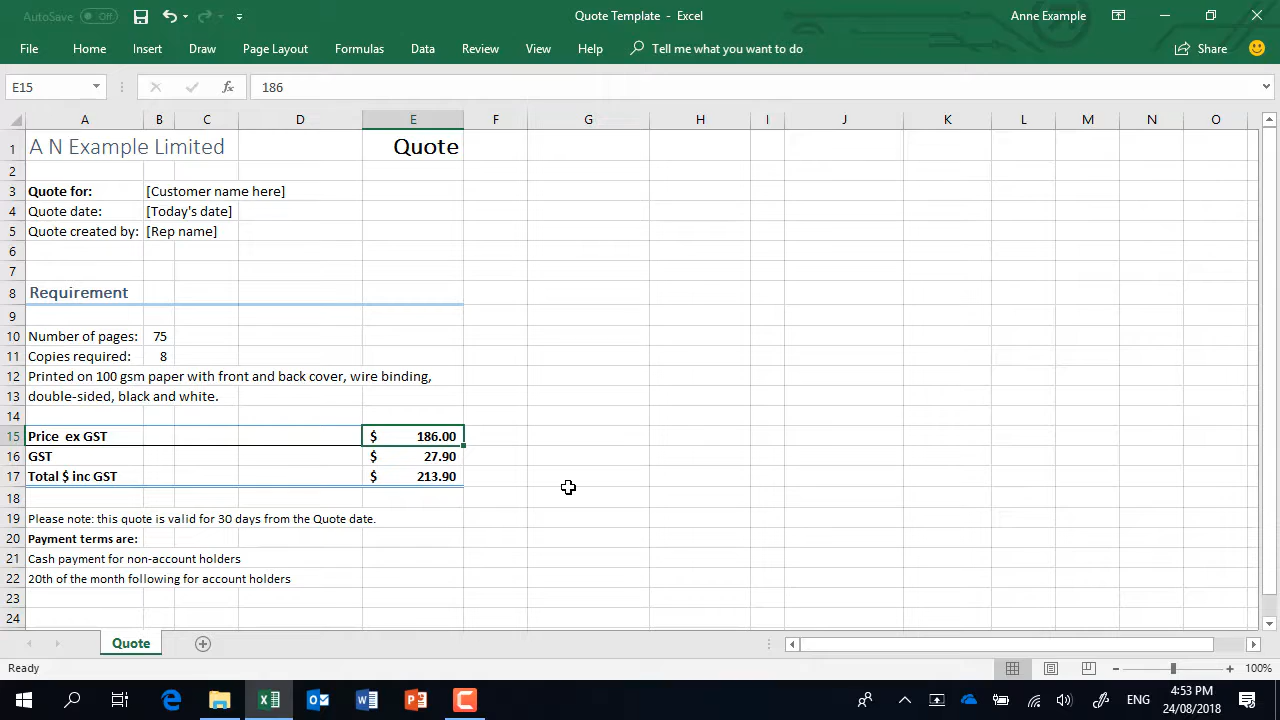 AutoSave Off
Quote Template - Excel
Anne Example
File Home Insert Draw Page Layout Formulas Data Review View Help Tell me what you want to do Share
E15 fx 186
A B C D E F G H I J K L M N O
1 A N Example Limited Quote
2
3 Quote for: [Customer name here]
4 Quote date: [Today's date]
5 Quote created by: [Rep name]
6
7
8 Requirement
9
10 Number of pages: 75
11 Copies required: 8
12 Printed on 100 gsm paper with front and back cover, wire binding,
13 double-sided, black and white.
14
15 Price ex GST $ 186.00
16 GST $ 27.90
17 Total $ inc GST $ 213.90
18
19 Please note: this quote is valid for 30 days from the Quote date.
20 Payment terms are:
21 Cash payment for non-account holders
22 20th of the month following for account holders
23
24
Quote
Ready 100%
ENG 4:53 PM
24/08/2018